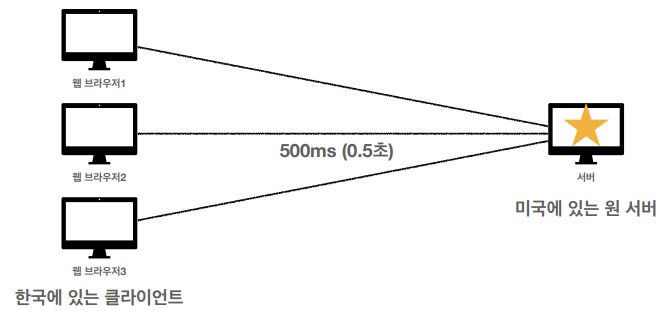 웹 브라우저1
웹 브라우저2
500ms (0.5초)
서버
미국에 있는 원 서버
웹 브라우저3
한국에 있는 클라이언트